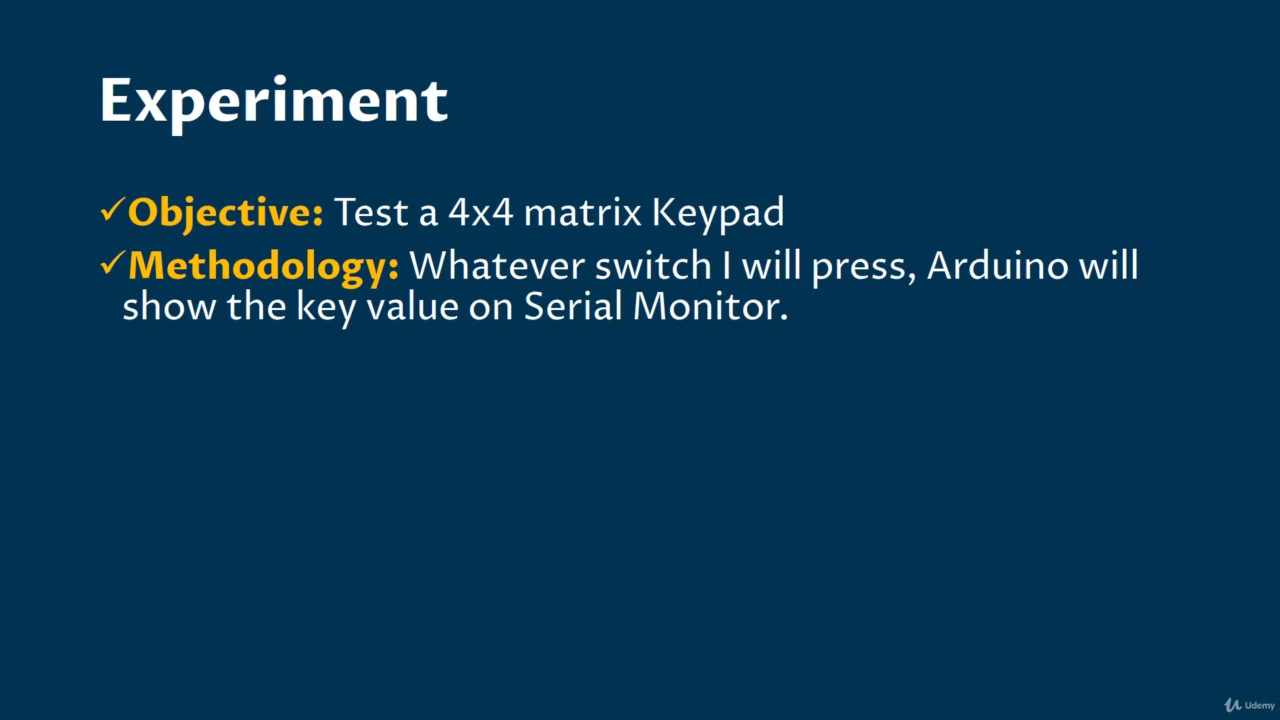 Experiment
✓Objective: Test a 4x4 matrix Keypad
✓Methodology: Whatever switch I will press, Arduino will
show the key value on Serial Monitor.
Udemy